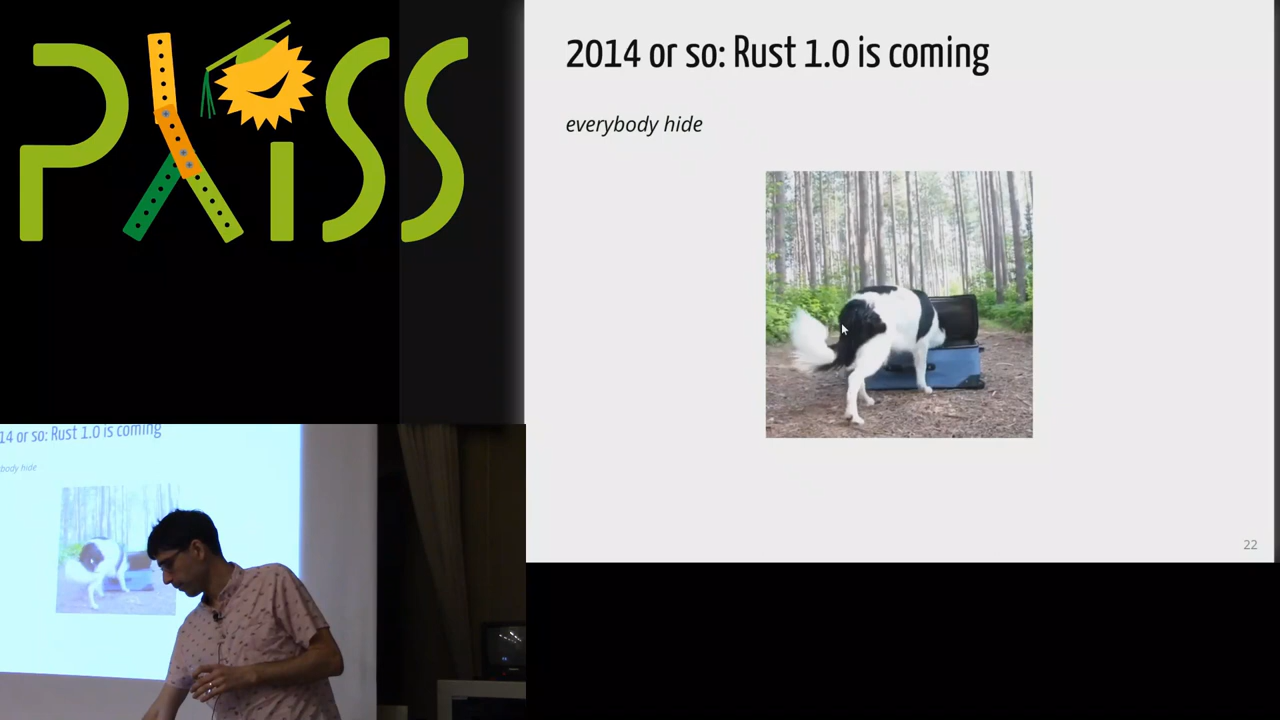 PLISS
2014 or so: Rust 1.0 is coming
everybody hide
22
14 or so: Rust 1.0 is coming
body hide